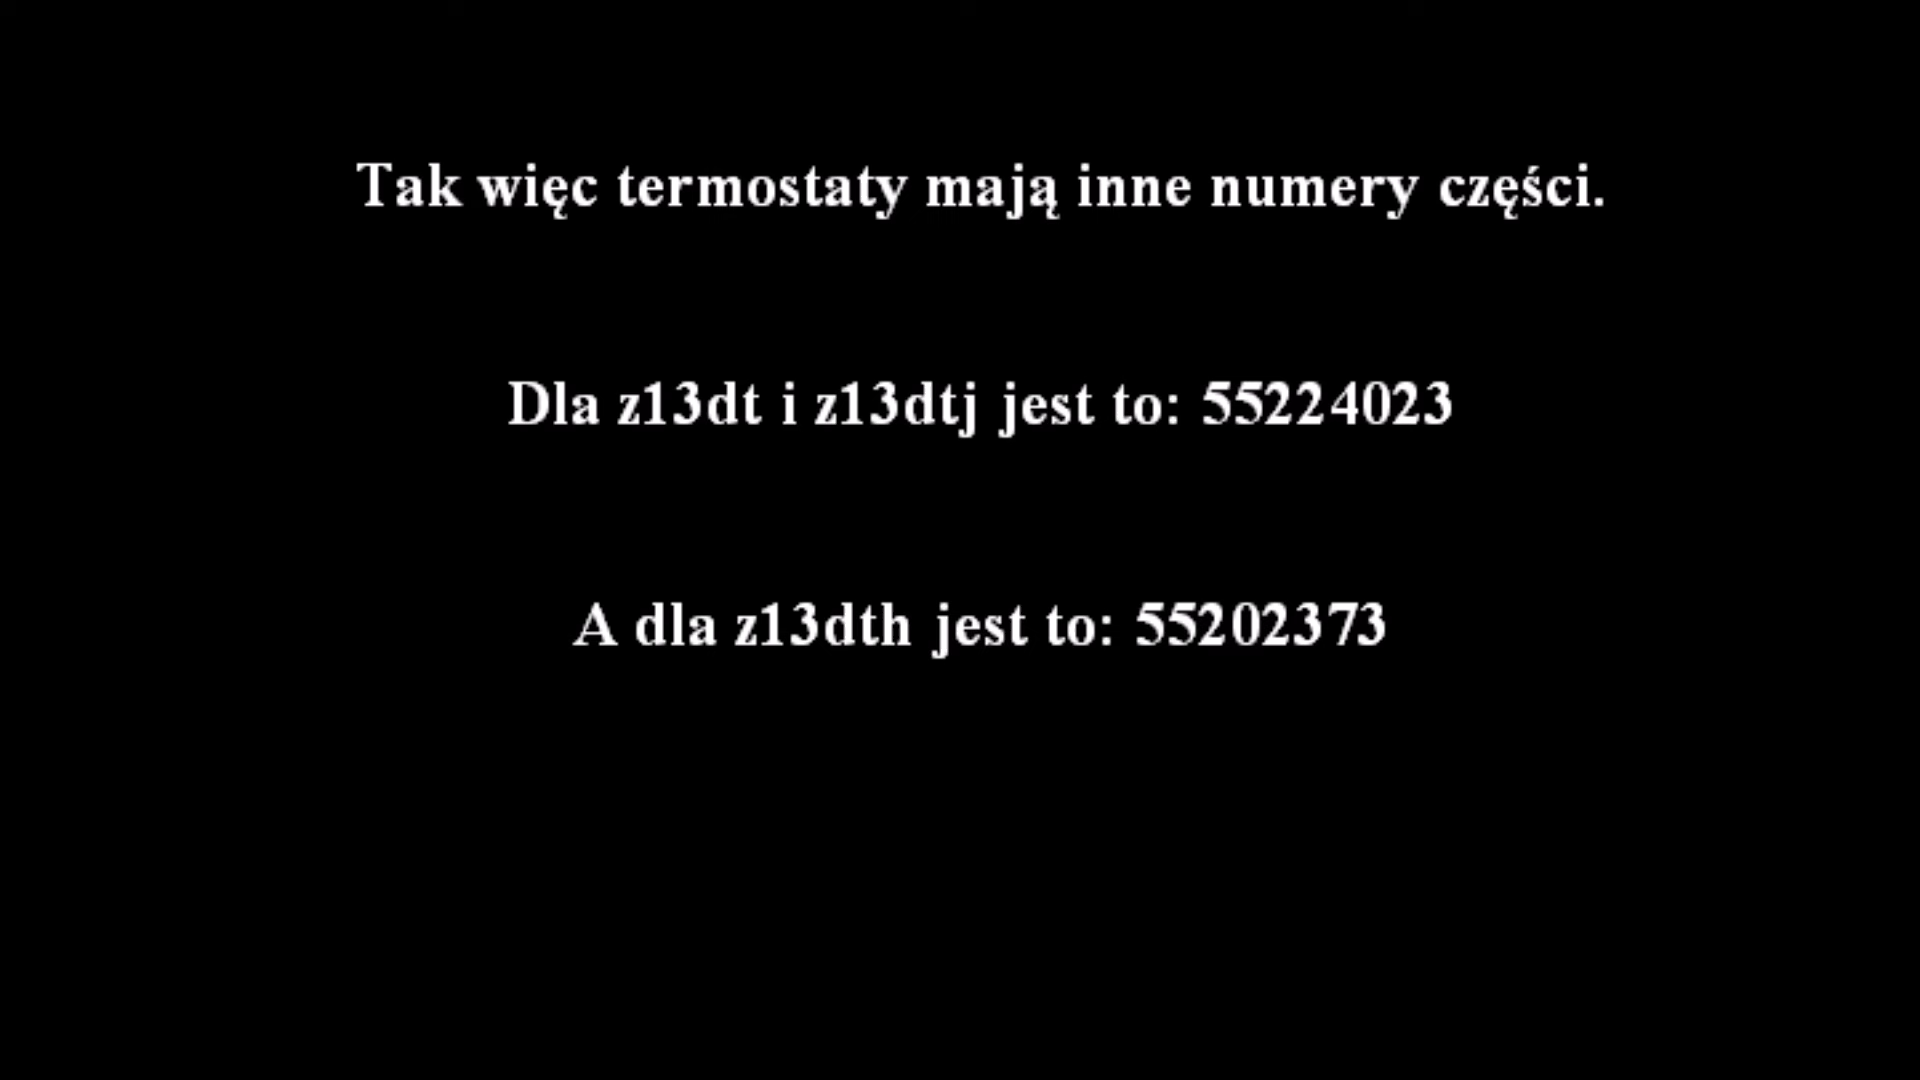 Tak więc termostaty mają inne numery części.
Dla z13dt i z13dtj jest to: 55224023
A dla z13dth jest to: 55202373